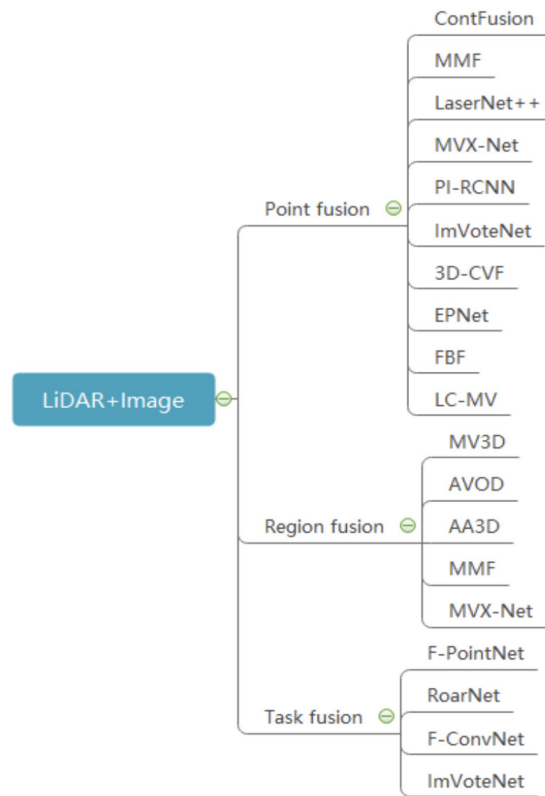 ContFusion
MMF
LaserNet++
MVX-Net
PI-RCNN
Point fusion
ImVoteNet
3D-CVF
EPNet
FBF
LiDAR+Image
LC-MV
MV3D
AVOD
Region fusion
AA3D
MMF
MVX-Net
F-PointNet
RoarNet
Task fusion
F-ConvNet
ImVoteNet